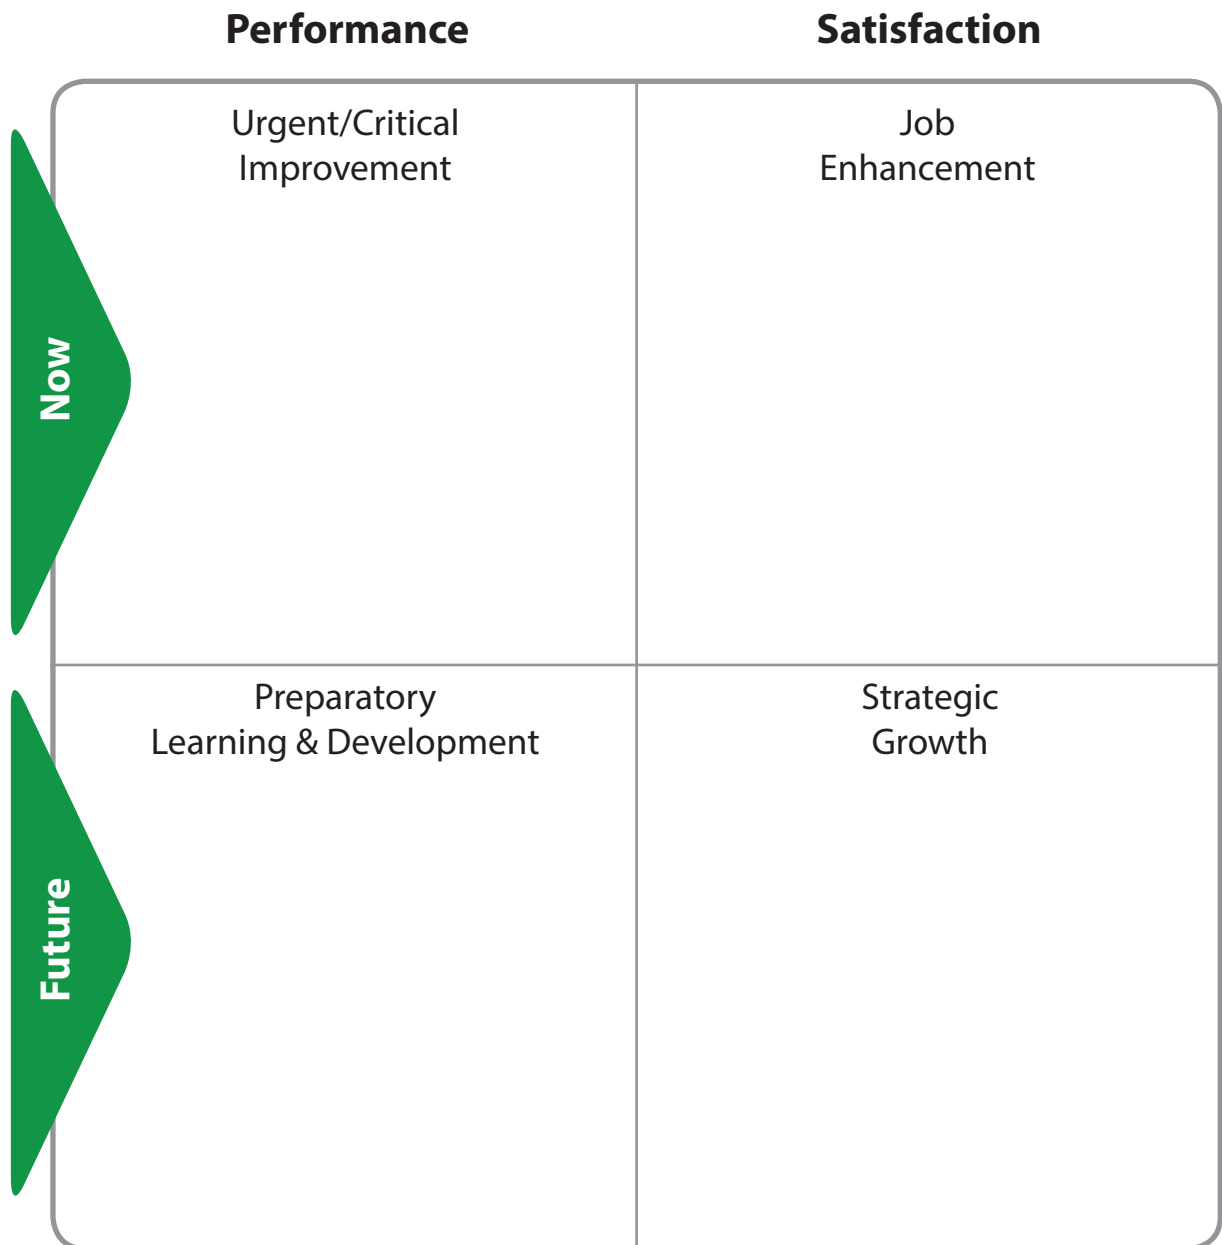 Performance
Satisfaction
Urgent/Critical
Improvement
Job
Enhancement
Now
Preparatory
Learning & Development
Strategic
Growth
Future